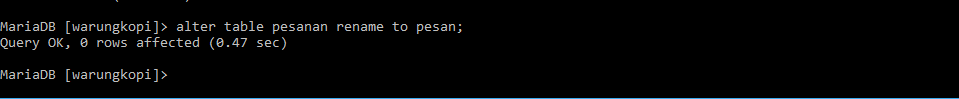 MariaDB [warungkopi]> alter table pesanan rename to pesan;
Query OK, 0 rows affected (0.47 sec)
MariaDB [warungkopi]>